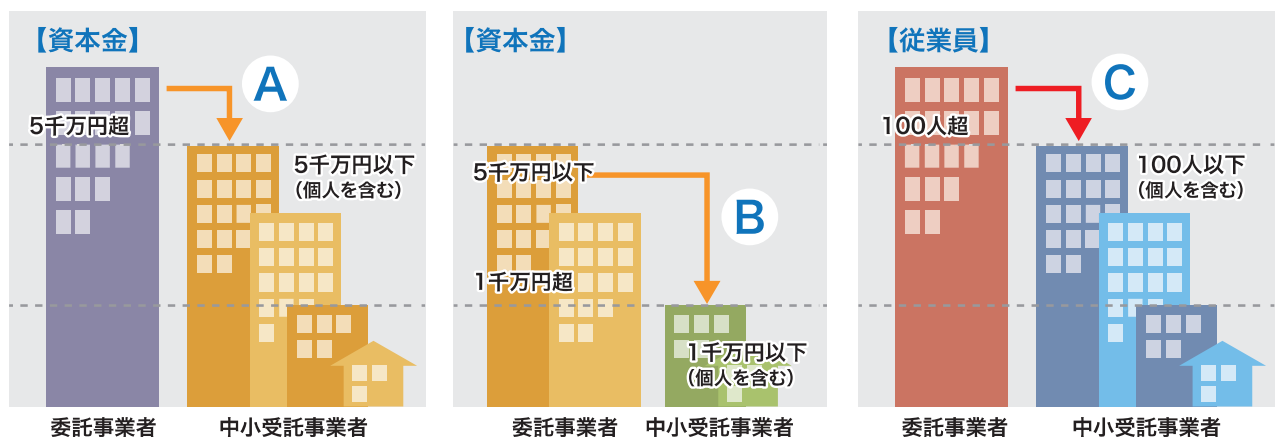 【資本金】
A
5千万円超
5千万円以下
（個人を含む）
委託事業者
中小受託事業者
【資本金】
5千万円以下
B
1千万円超
1千万円以下
（個人を含む）
委託事業者
中小受託事業者
【従業員】
C
100人超
100人以下
（個人を含む）
委託事業者
中小受託事業者